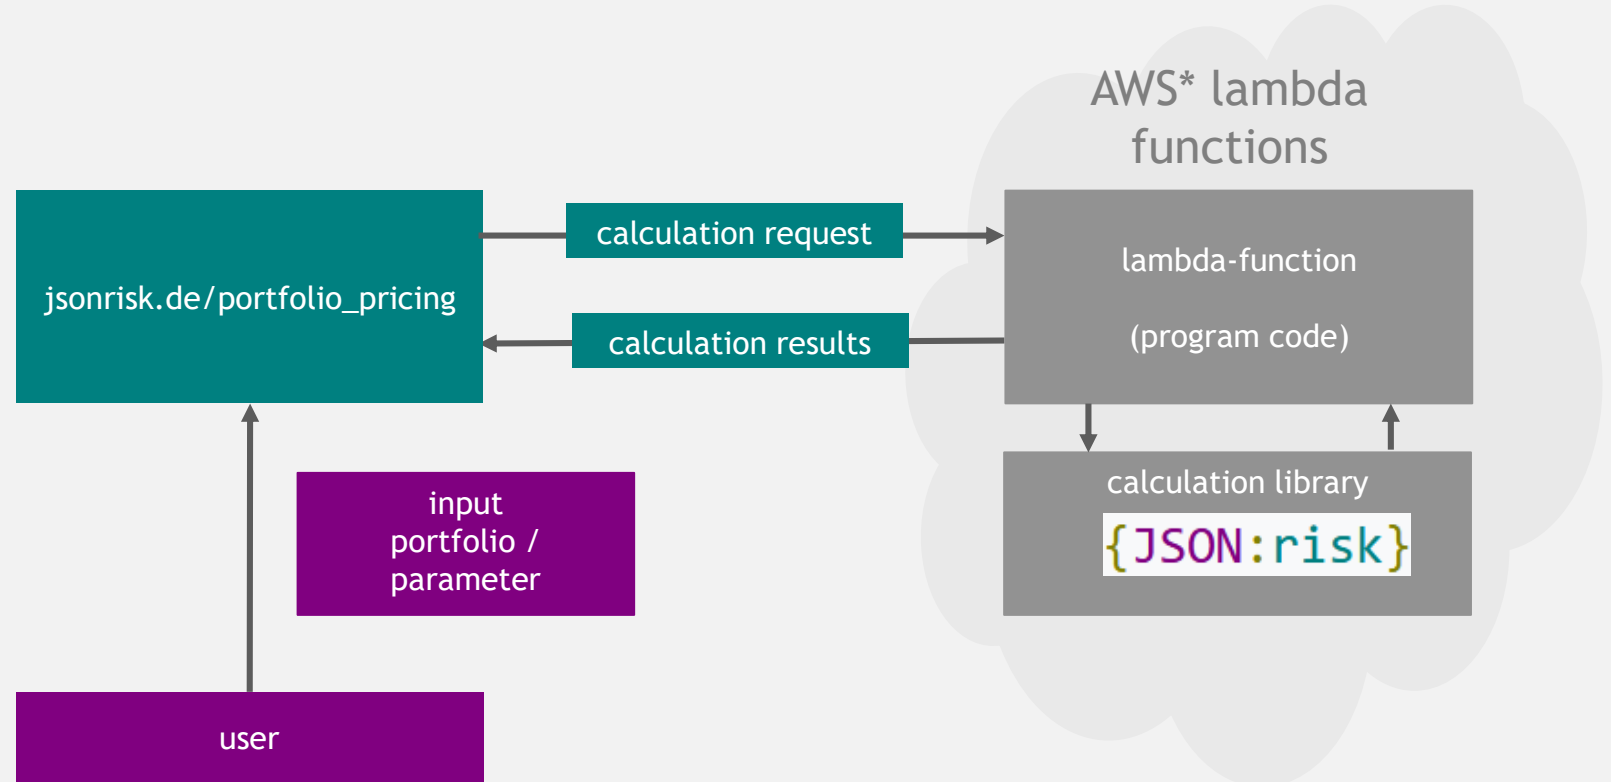 AWS* lambda
functions
jsonrisk.de/portfolio_pricing
calculation request
calculation results
lambda-function
(program code)
calculation library
{JSON:risk}
input
portfolio /
parameter
user